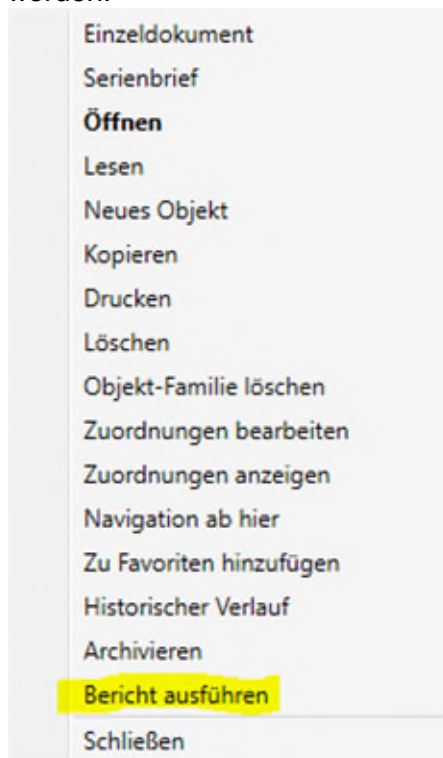 werden.
Einzeldokument
Serienbrief
Öffnen
Lesen
Neues Objekt
Kopieren
Drucken
Löschen
Objekt-Familie löschen
Zuordnungen bearbeiten
Zuordnungen anzeigen
Navigation ab hier
Zu Favoriten hinzufügen
Historischer Verlauf
Archivieren
Bericht ausführen
Schließen